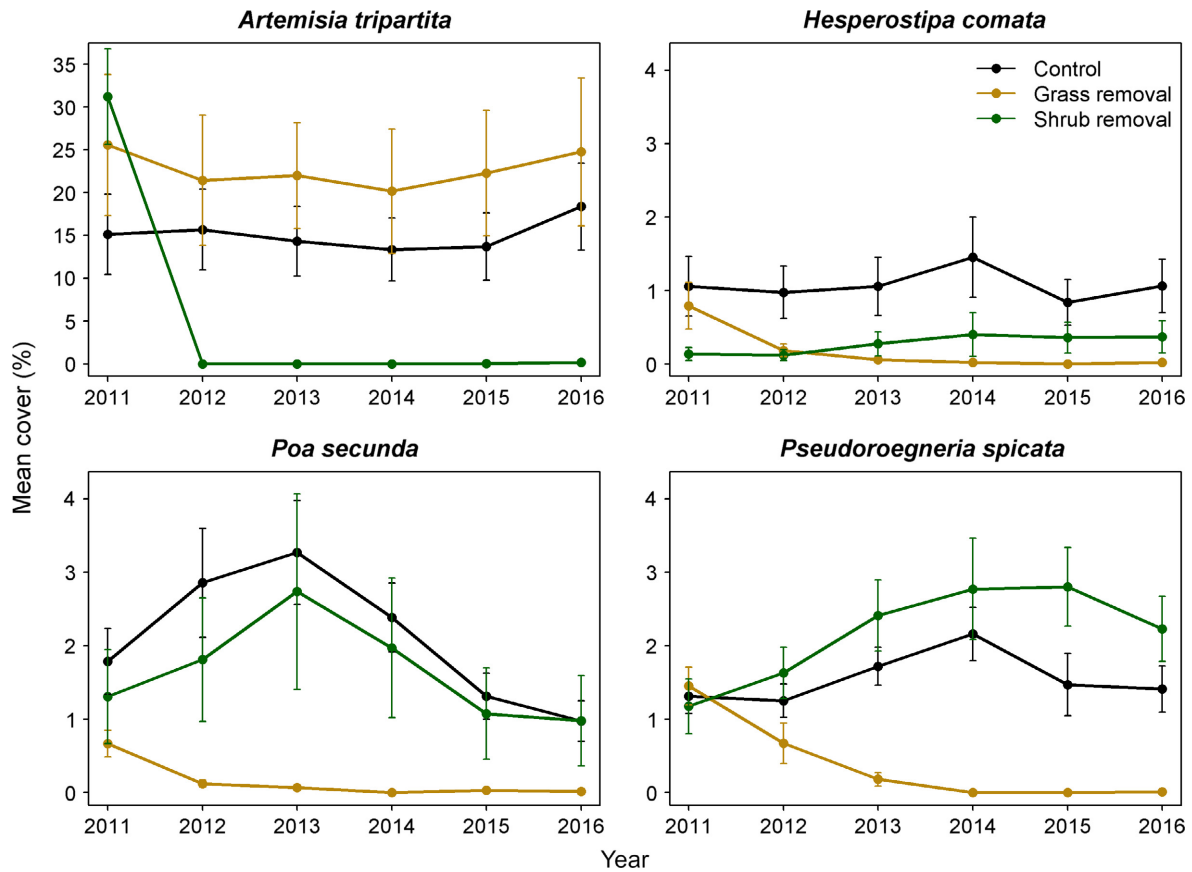 Artemisia tripartita
Hesperostipa comata
Control
Grass removal
Shrub removal
35
30
25
20
15
10
5
0
4
3
2
1
0
2011 2012 2013 2014 2015 2016
2011 2012 2013 2014 2015 2016
Mean cover (%)
Poa secunda
Pseudoroegneria spicata
4
3
2
1
0
4
3
2
1
0
2011 2012 2013 2014 2015 2016
2011 2012 2013 2014 2015 2016
Year